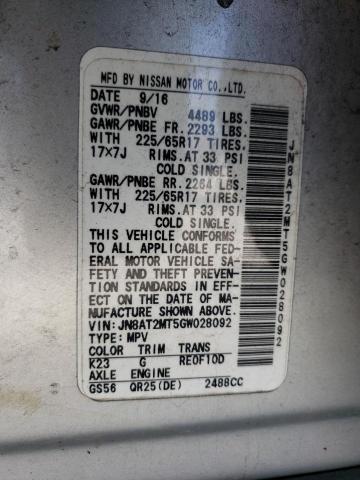 MFD BY NISSAN MOTOR CO.,LTD.
DATE 9/16
GVWR/PNBV 4489 LBS.
GAWR/PNBE FR. 2293 LBS.
WITH 225/65R17 TIRES.
17×7J RIMS.AT 33 PSI
COLD SINGLE.
GAWR/PNBE RR. 2264 LBS.
WITH 225/65R17 TIRES.
17×7J RIMS.AT 33 PSI
COLD SINGLE.
THIS VEHICLE CONFORMS
TO ALL APPLICABLE FED-
ERAL MOTOR VEHICLE SA-
FETY AND THEFT PREVEN-
TION STANDARDS IN EFF-
ECT ON THE DATE OF MA-
NUFACTURE SHOWN ABOVE.
VIN:JN8AT2MT5GW028092
TYPE: MPV
COLOR TRIM TRANS
K23 G RE0F10D
AXLE ENGINE
GS56 QR25(DE) 2488CC
JN8AT2MT5GW028092